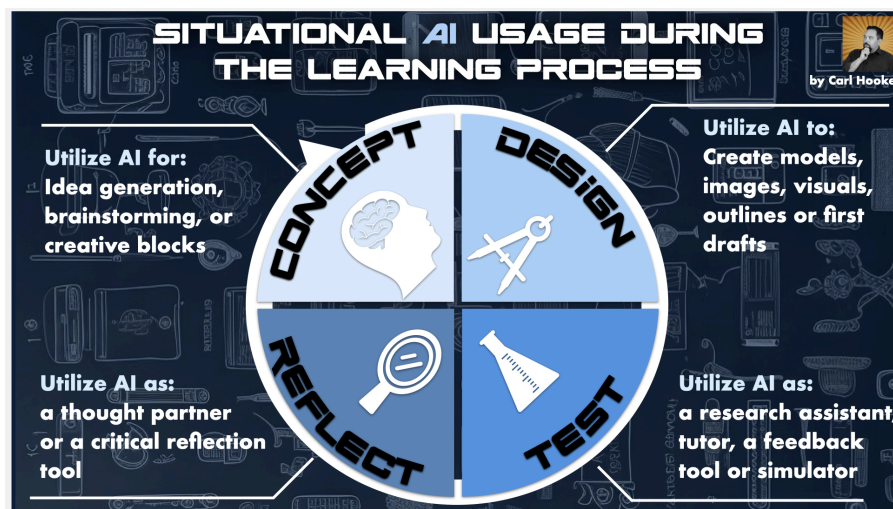 SITUATIONAL AI USAGE DURING
THE LEARNING PROCESS
by Carl Hooke
Utilize AI for:
Idea generation,
brainstorming, or
creative blocks
CONCEPT
DESIGN
Utilize AI to:
Create models,
images, visuals,
outlines or first
drafts
Utilize AI as:
a thought partner
or a critical reflection
tool
REFLECT
TEST
Utilize AI as:
a research assistant,
tutor, a feedback
tool or simulator